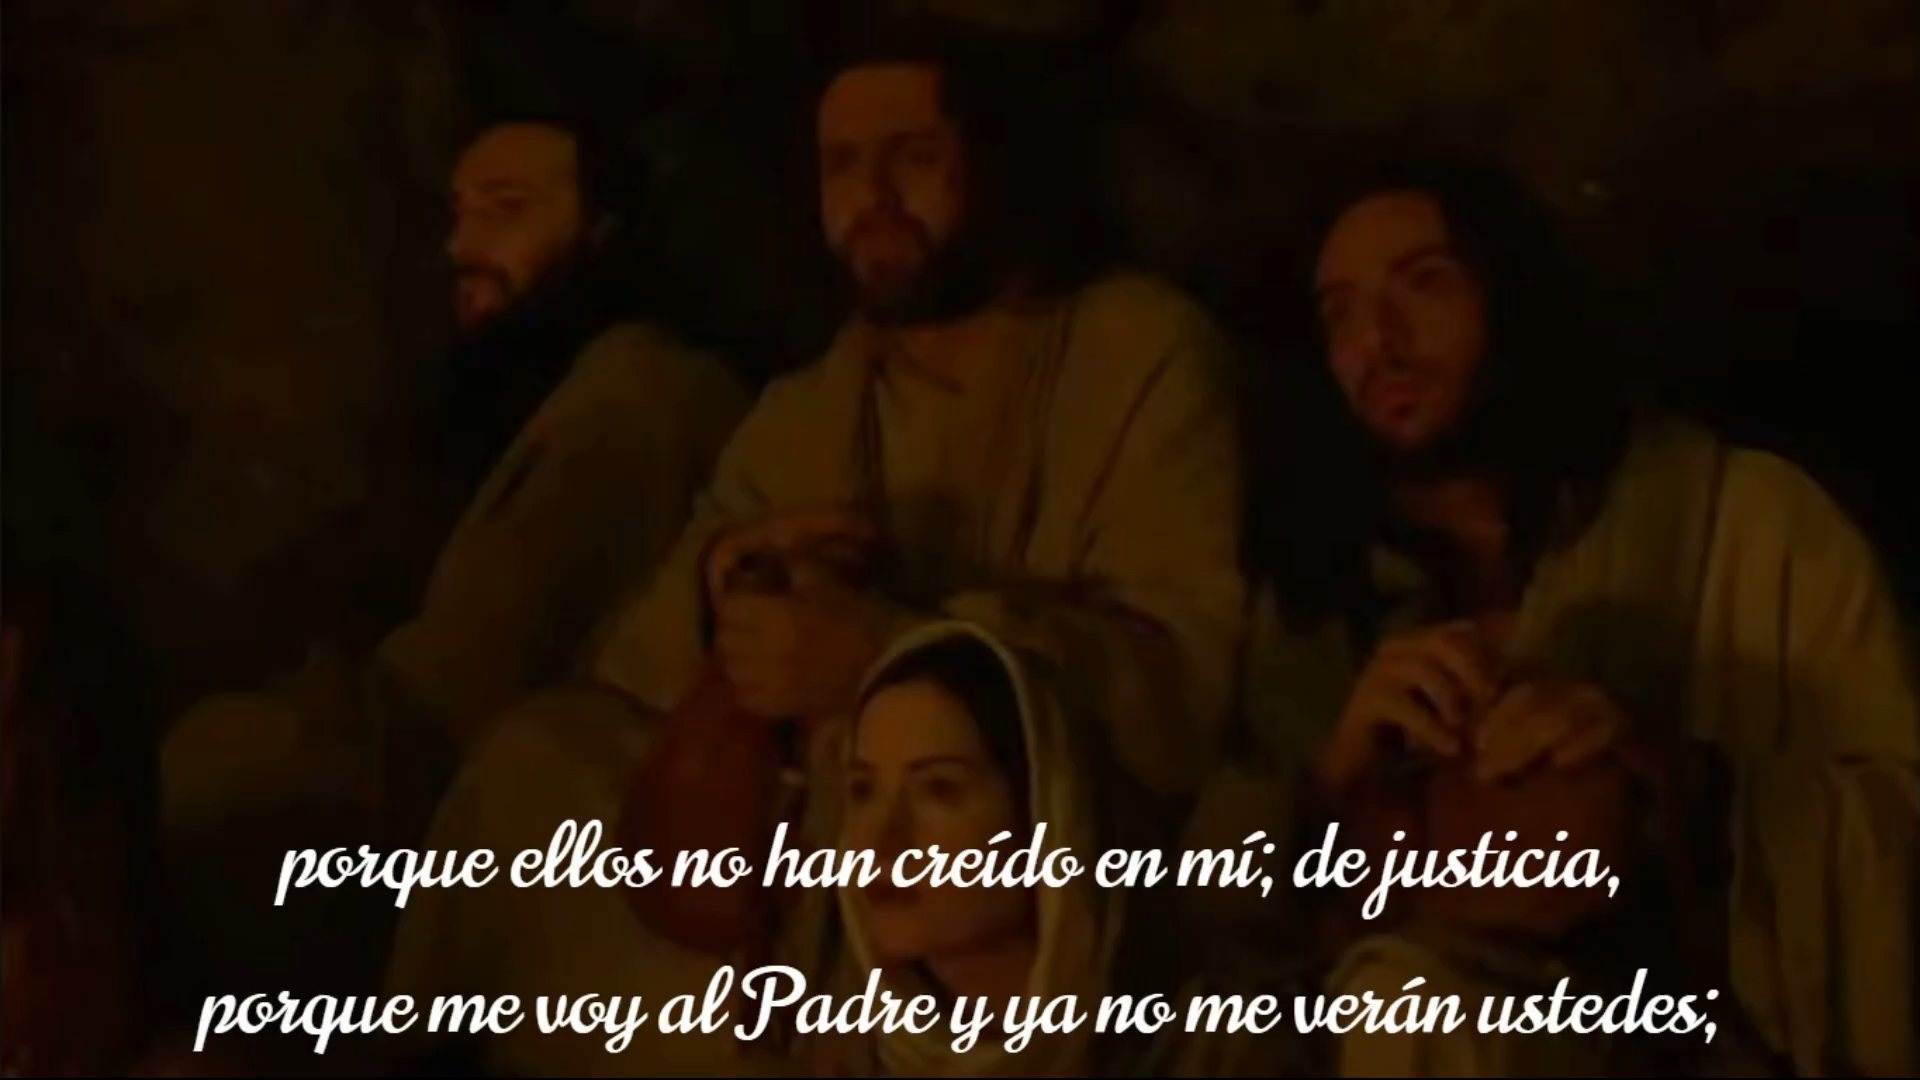 porque ellos no han creído en mí; de justicia,
porque me voy al Padre y ya no me verán ustedes;